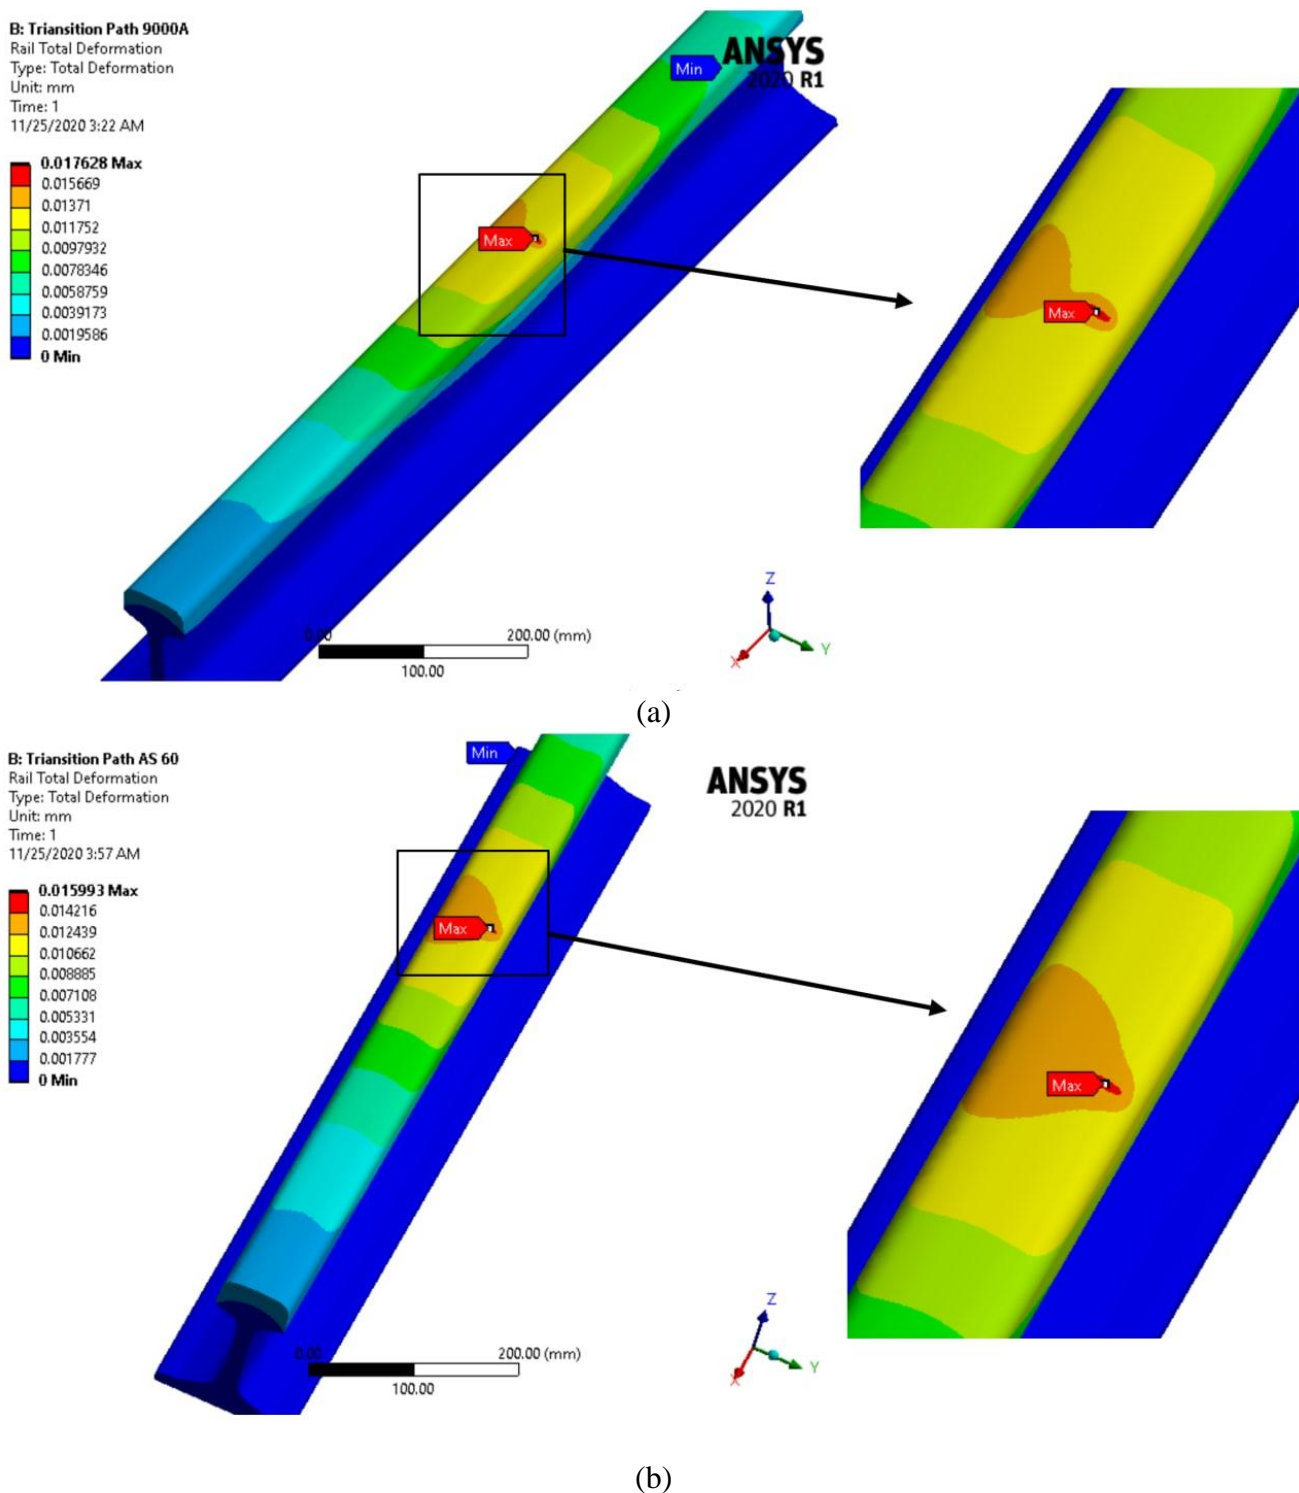 B: Triansition Path 9000A
Rail Total Deformation
Type: Total Deformation
Unit: mm
Time: 1
11/25/2020 3:22 AM
ANSYS
2020 R1
Min
0.017628 Max
0.015669
0.01371
0.011752
0.0097932
0.0078346
0.0058759
0.0039173
0.0019586
0 Min
Max
Max
0.00
200.00 (mm)
100.00
Z
X
Y
(a)
B: Triansition Path AS 60
Rail Total Deformation
Type: Total Deformation
Unit: mm
Time: 1
11/25/2020 3:57 AM
Min
ANSYS
2020 R1
0.015993 Max
0.014216
0.012439
0.010662
0.008885
0.007108
0.005331
0.003554
0.001777
0 Min
Max
Max
0.00
200.00 (mm)
100.00
Z
X
Y
(b)